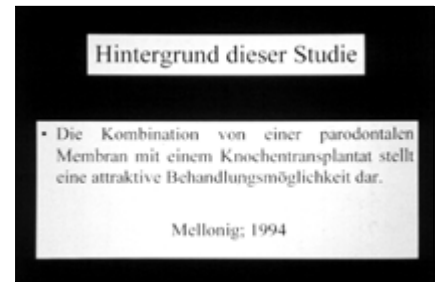 Hintergrund dieser Studie
• Die Kombination von einer parodontalen
Membran mit einem Knochentransplantat stellt
eine attraktive Behandlungsmöglichkeit dar.
Mellonig; 1994